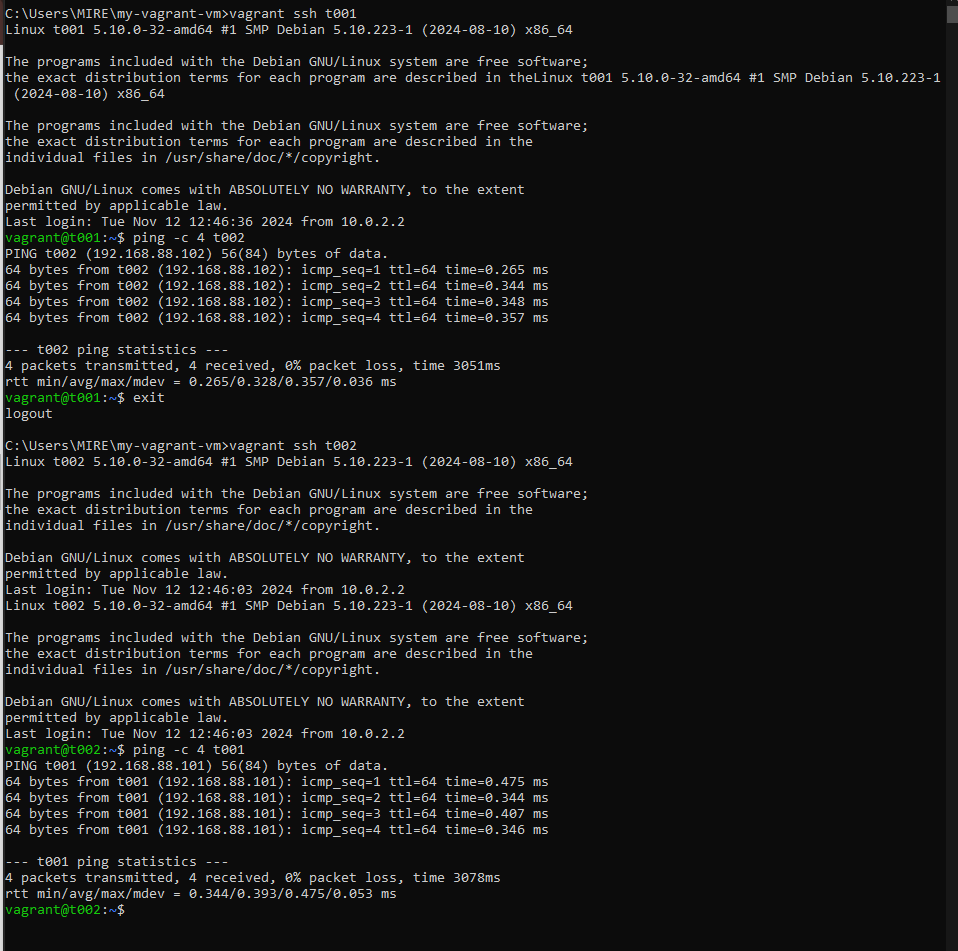 C:\Users\MIRE\my-vagrant-vm>vagrant ssh t001
Linux t001 5.10.0-32-amd64 #1 SMP Debian 5.10.223-1 (2024-08-10) x86_64
The programs included with the Debian GNU/Linux system are free software;
the exact distribution terms for each program are described in theLinux t001 5.10.0-32-amd64 #1 SMP Debian 5.10.223-1
(2024-08-10) x86_64
The programs included with the Debian GNU/Linux system are free software;
the exact distribution terms for each program are described in the
individual files in /usr/share/doc/*/copyright.
Debian GNU/Linux comes with ABSOLUTELY NO WARRANTY, to the extent
permitted by applicable law.
Last login: Tue Nov 12 12:46:36 2024 from 10.0.2.2
vagrant@t001:~$ ping -c 4 t002
PING t002 (192.168.88.102) 56(84) bytes of data.
64 bytes from t002 (192.168.88.102): icmp_seq=1 ttl=64 time=0.265 ms
64 bytes from t002 (192.168.88.102): icmp_seq=2 ttl=64 time=0.344 ms
64 bytes from t002 (192.168.88.102): icmp_seq=3 ttl=64 time=0.348 ms
64 bytes from t002 (192.168.88.102): icmp_seq=4 ttl=64 time=0.357 ms
--- t002 ping statistics ---
4 packets transmitted, 4 received, 0% packet loss, time 3051ms
rtt min/avg/max/mdev = 0.265/0.328/0.357/0.036 ms
vagrant@t001:~$ exit
logout
C:\Users\MIRE\my-vagrant-vm>vagrant ssh t002
Linux t002 5.10.0-32-amd64 #1 SMP Debian 5.10.223-1 (2024-08-10) x86_64
The programs included with the Debian GNU/Linux system are free software;
the exact distribution terms for each program are described in the
individual files in /usr/share/doc/*/copyright.
Debian GNU/Linux comes with ABSOLUTELY NO WARRANTY, to the extent
permitted by applicable law.
Last login: Tue Nov 12 12:46:03 2024 from 10.0.2.2
Linux t002 5.10.0-32-amd64 #1 SMP Debian 5.10.223-1 (2024-08-10) x86_64
The programs included with the Debian GNU/Linux system are free software;
the exact distribution terms for each program are described in the
individual files in /usr/share/doc/*/copyright.
Debian GNU/Linux comes with ABSOLUTELY NO WARRANTY, to the extent
permitted by applicable law.
Last login: Tue Nov 12 12:46:03 2024 from 10.0.2.2
vagrant@t002:~$ ping -c 4 t001
PING t001 (192.168.88.101) 56(84) bytes of data.
64 bytes from t001 (192.168.88.101): icmp_seq=1 ttl=64 time=0.475 ms
64 bytes from t001 (192.168.88.101): icmp_seq=2 ttl=64 time=0.344 ms
64 bytes from t001 (192.168.88.101): icmp_seq=3 ttl=64 time=0.407 ms
64 bytes from t001 (192.168.88.101): icmp_seq=4 ttl=64 time=0.346 ms
--- t001 ping statistics ---
4 packets transmitted, 4 received, 0% packet loss, time 3078ms
rtt min/avg/max/mdev = 0.344/0.393/0.475/0.053 ms
vagrant@t002:~$